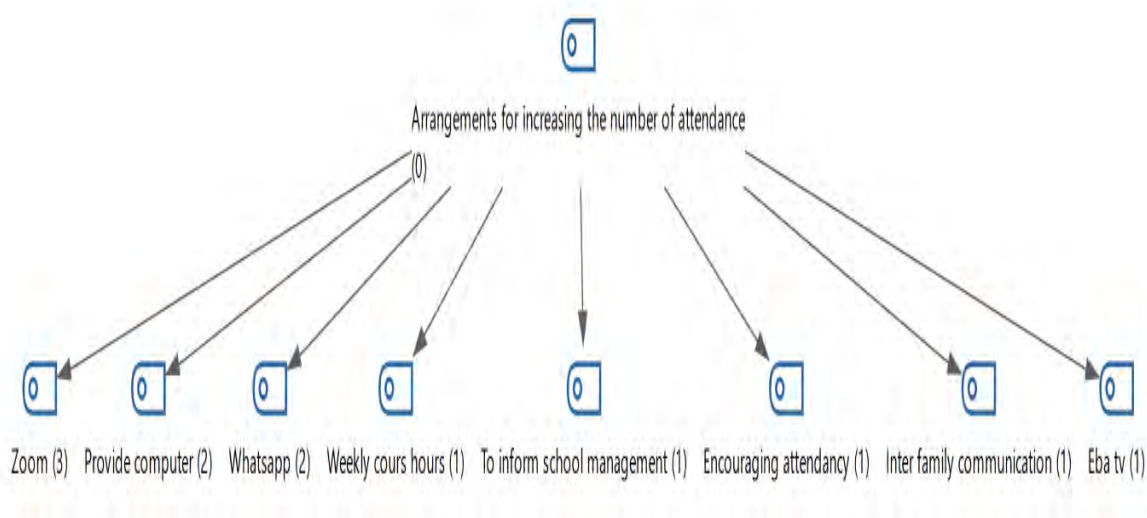 Arrangements for increasing the number of attendance
(0)
Zoom (3)
Provide computer (2)
Whatsapp (2)
Weekly cours hours (1)
To inform school management (1)
Encouraging attendancy (1)
Inter family communication (1)
Eba tv (1)